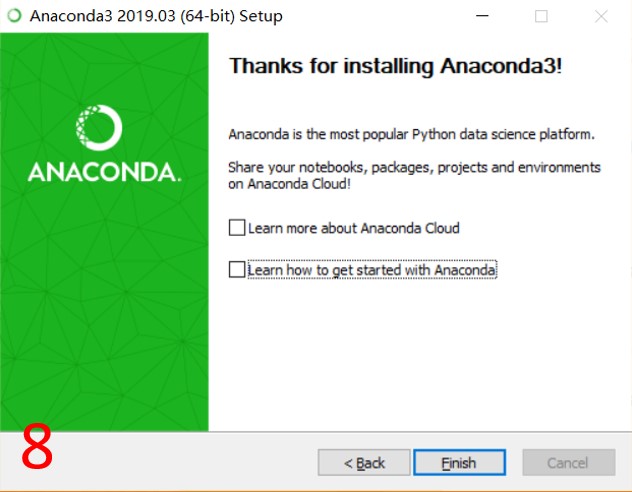 Anaconda3 2019.03 (64-bit) Setup
Thanks for installing Anaconda3!
ANACONDA.
Anaconda is the most popular Python data science platform.
Share your notebooks, packages, projects and environments
on Anaconda Cloud!
Learn more about Anaconda Cloud
Learn how to get started with Anaconda
8
< Back
Finish
Cancel